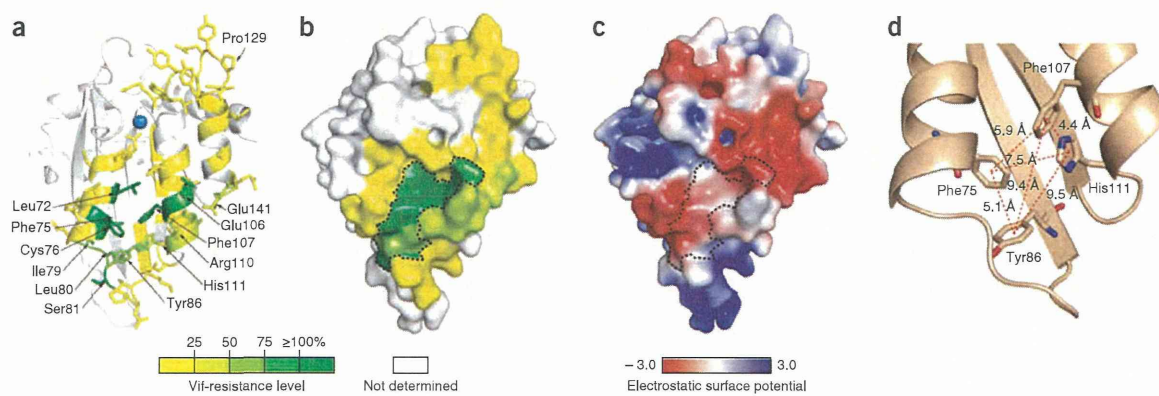 a
b
c
d
Pro129
Leu72
Phe75
Cys76
Ile79
Leu80
Ser81
Glu141
Glu106
Phe107
Arg110
His111
Tyr86
25 50 75 ≥100%
Vif-resistance level
Not determined
–3.0 3.0
Electrostatic surface potential
Phe107
5.9 Å 4.4 Å
7.5 Å
Phe75 9.4 Å His111
5.1 Å 9.5 Å
Tyr86